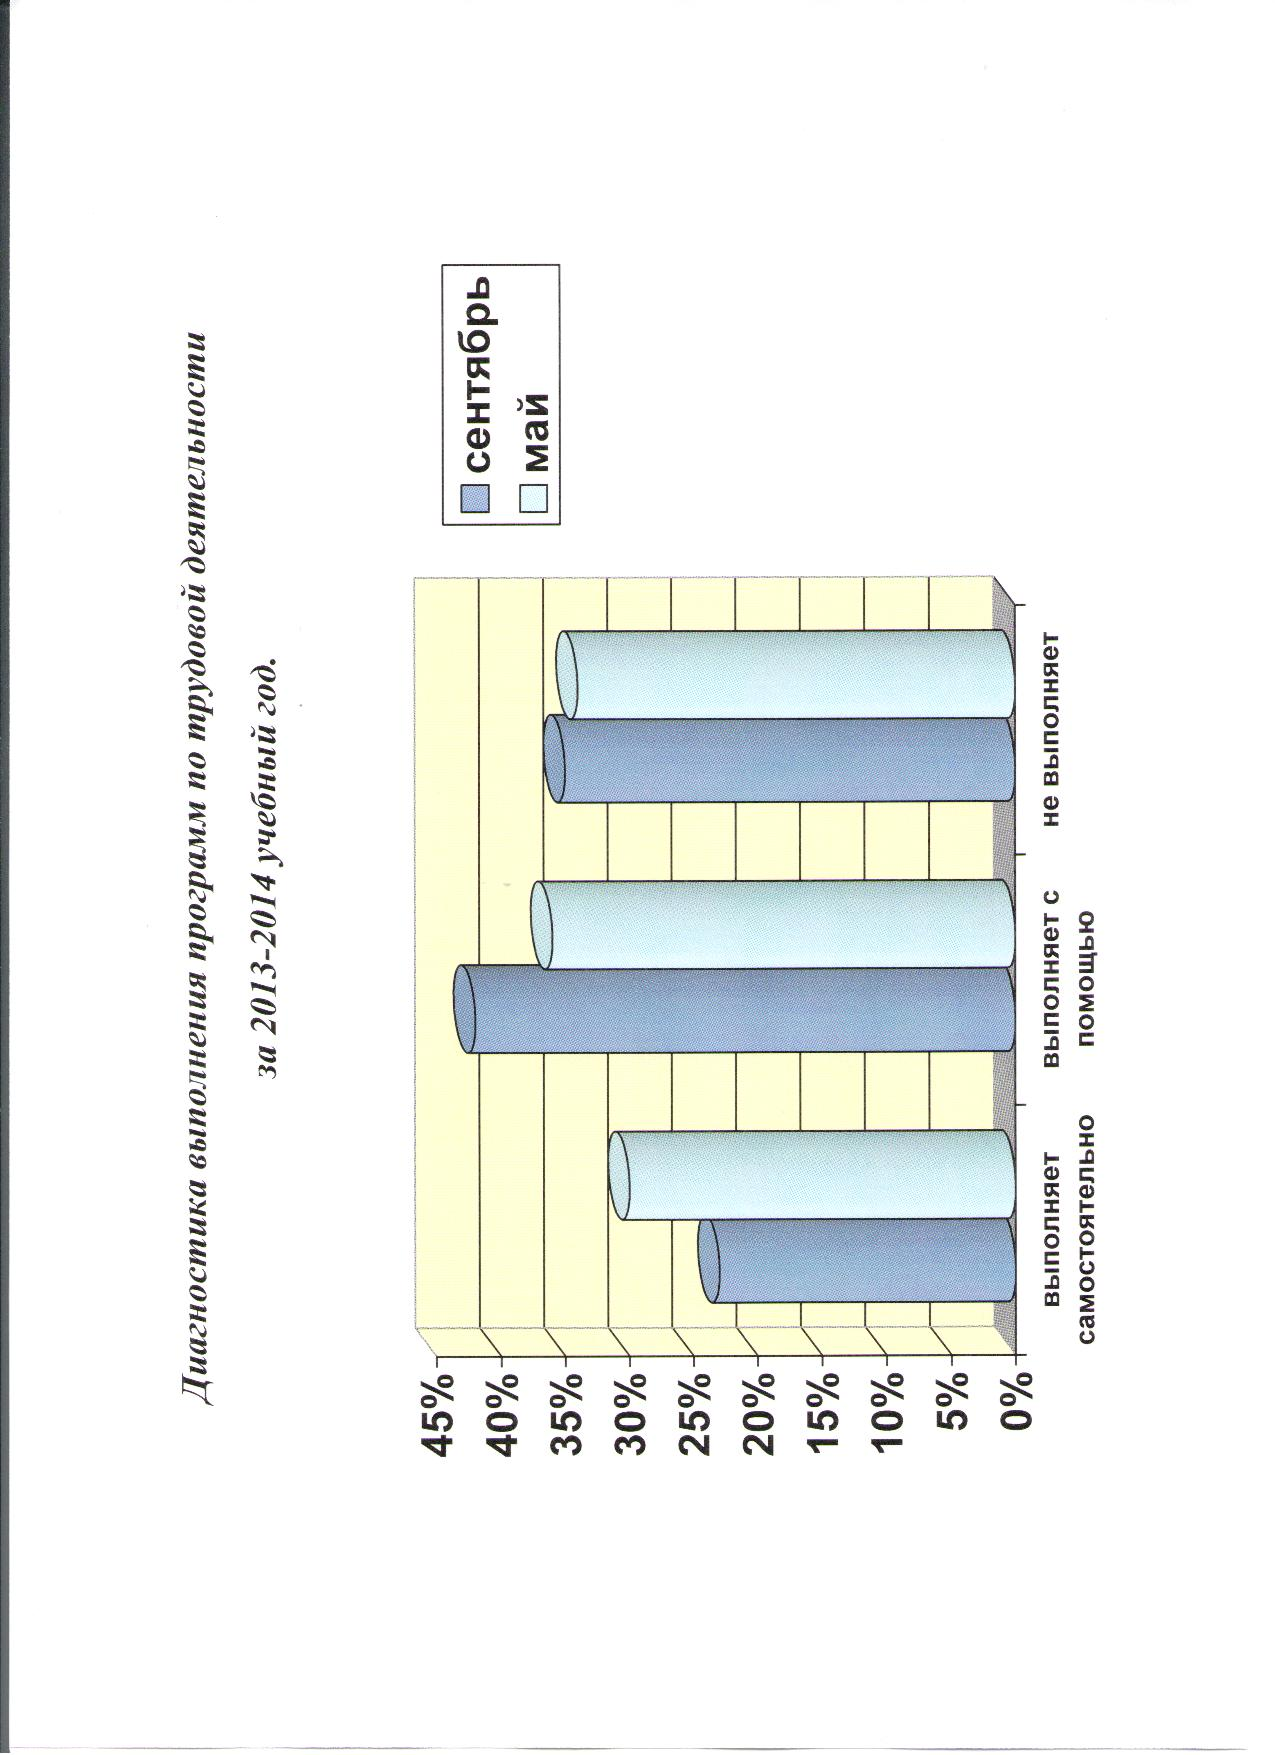 Диагностика выполнения программ по трудовой деятельности
за 2013-2014 учебный год.
сентябрь
май
45%
40%
35%
30%
25%
20%
15%
10%
5%
0%
выполняет
самостоятельно
выполняет с
помощью
не выполняет